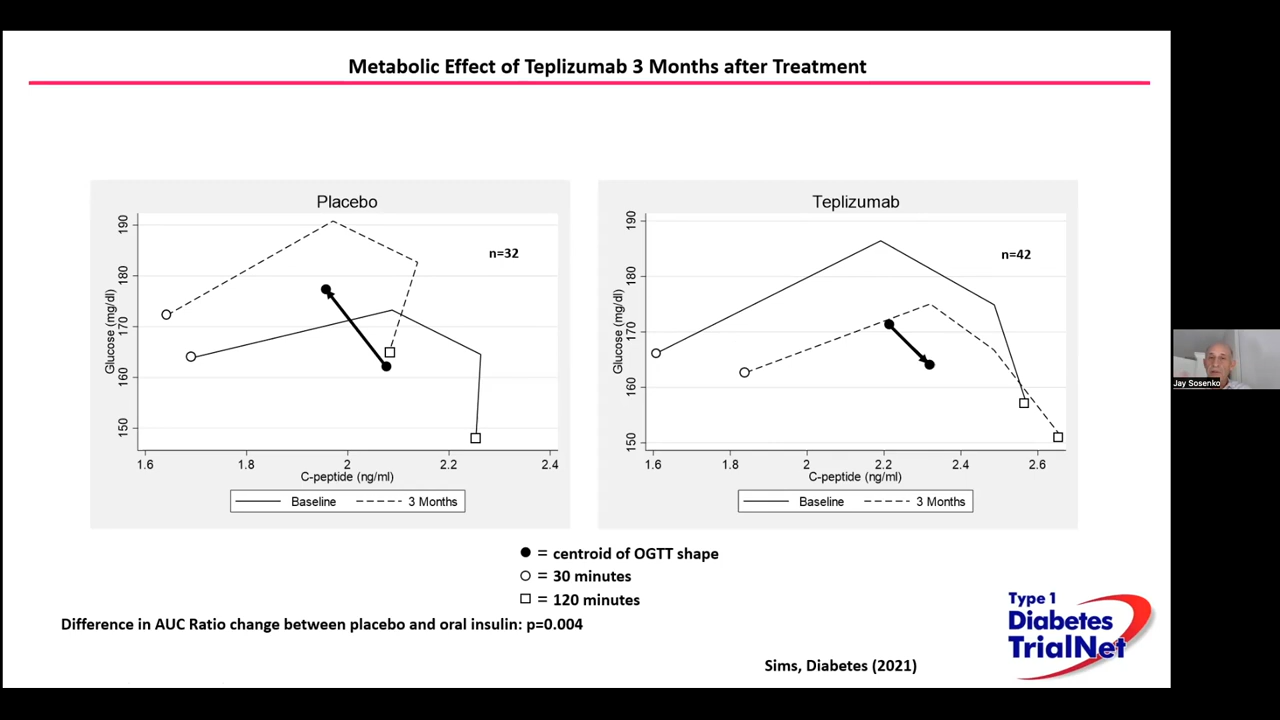 Metabolic Effect of Teplizumab 3 Months after Treatment
Placebo
n=32
Glucose (mg/dl)
190
180
170
160
150
1.6 1.8 2 2.2 2.4
C-peptide (ng/ml)
Baseline 3 Months
Teplizumab
n=42
Glucose (mg/dl)
190
180
170
160
150
1.6 1.8 2 2.2 2.4 2.6
C-peptide (ng/ml)
Baseline 3 Months
= centroid of OGTT shape
= 30 minutes
= 120 minutes
Difference in AUC Ratio change between placebo and oral insulin: p=0.004
Sims, Diabetes (2021)
Type 1
Diabetes
TrialNet
Jay Sosenko